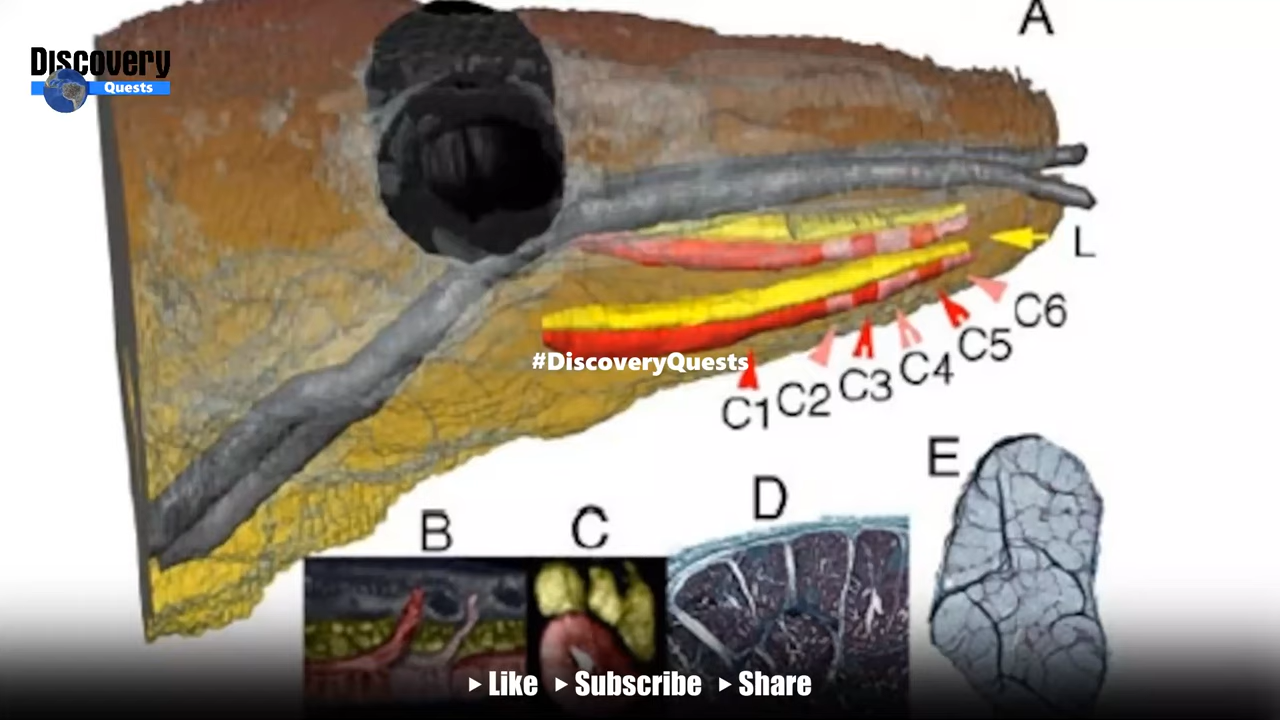 A
Discovery
Quests
L
C6
C5
C4
C3
C2
C1
#DiscoveryQuests
E
D
C
B
Like Subscribe Share